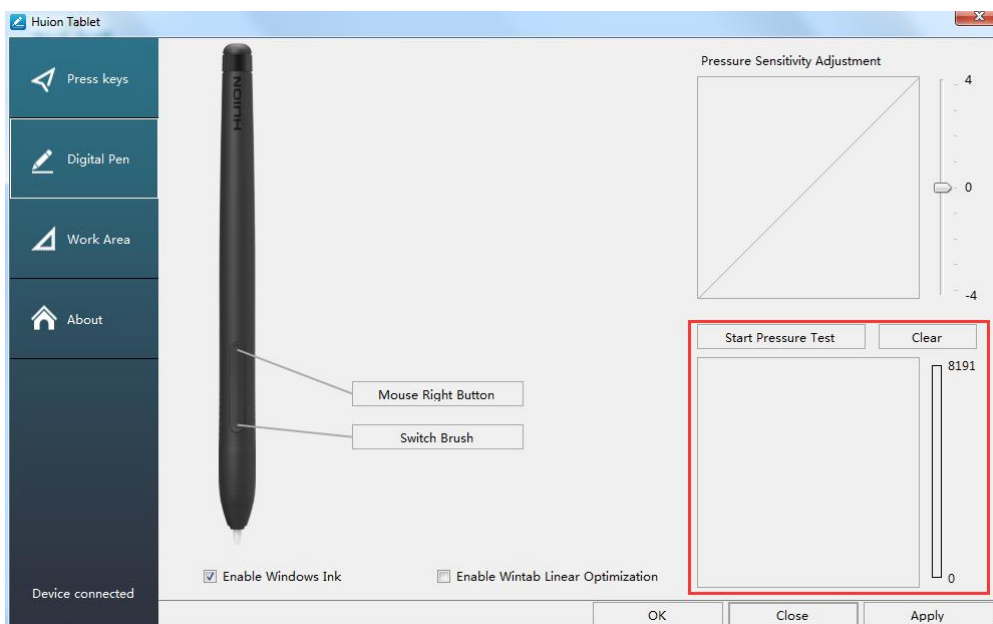 Huion Tablet
Press keys
Digital Pen
Work Area
About
Device connected
HUION
Mouse Right Button
Switch Brush
Enable Windows Ink
Enable Wintab Linear Optimization
Pressure Sensitivity Adjustment
4
0
-4
Start Pressure Test
Clear
8191
0
OK
Close
Apply